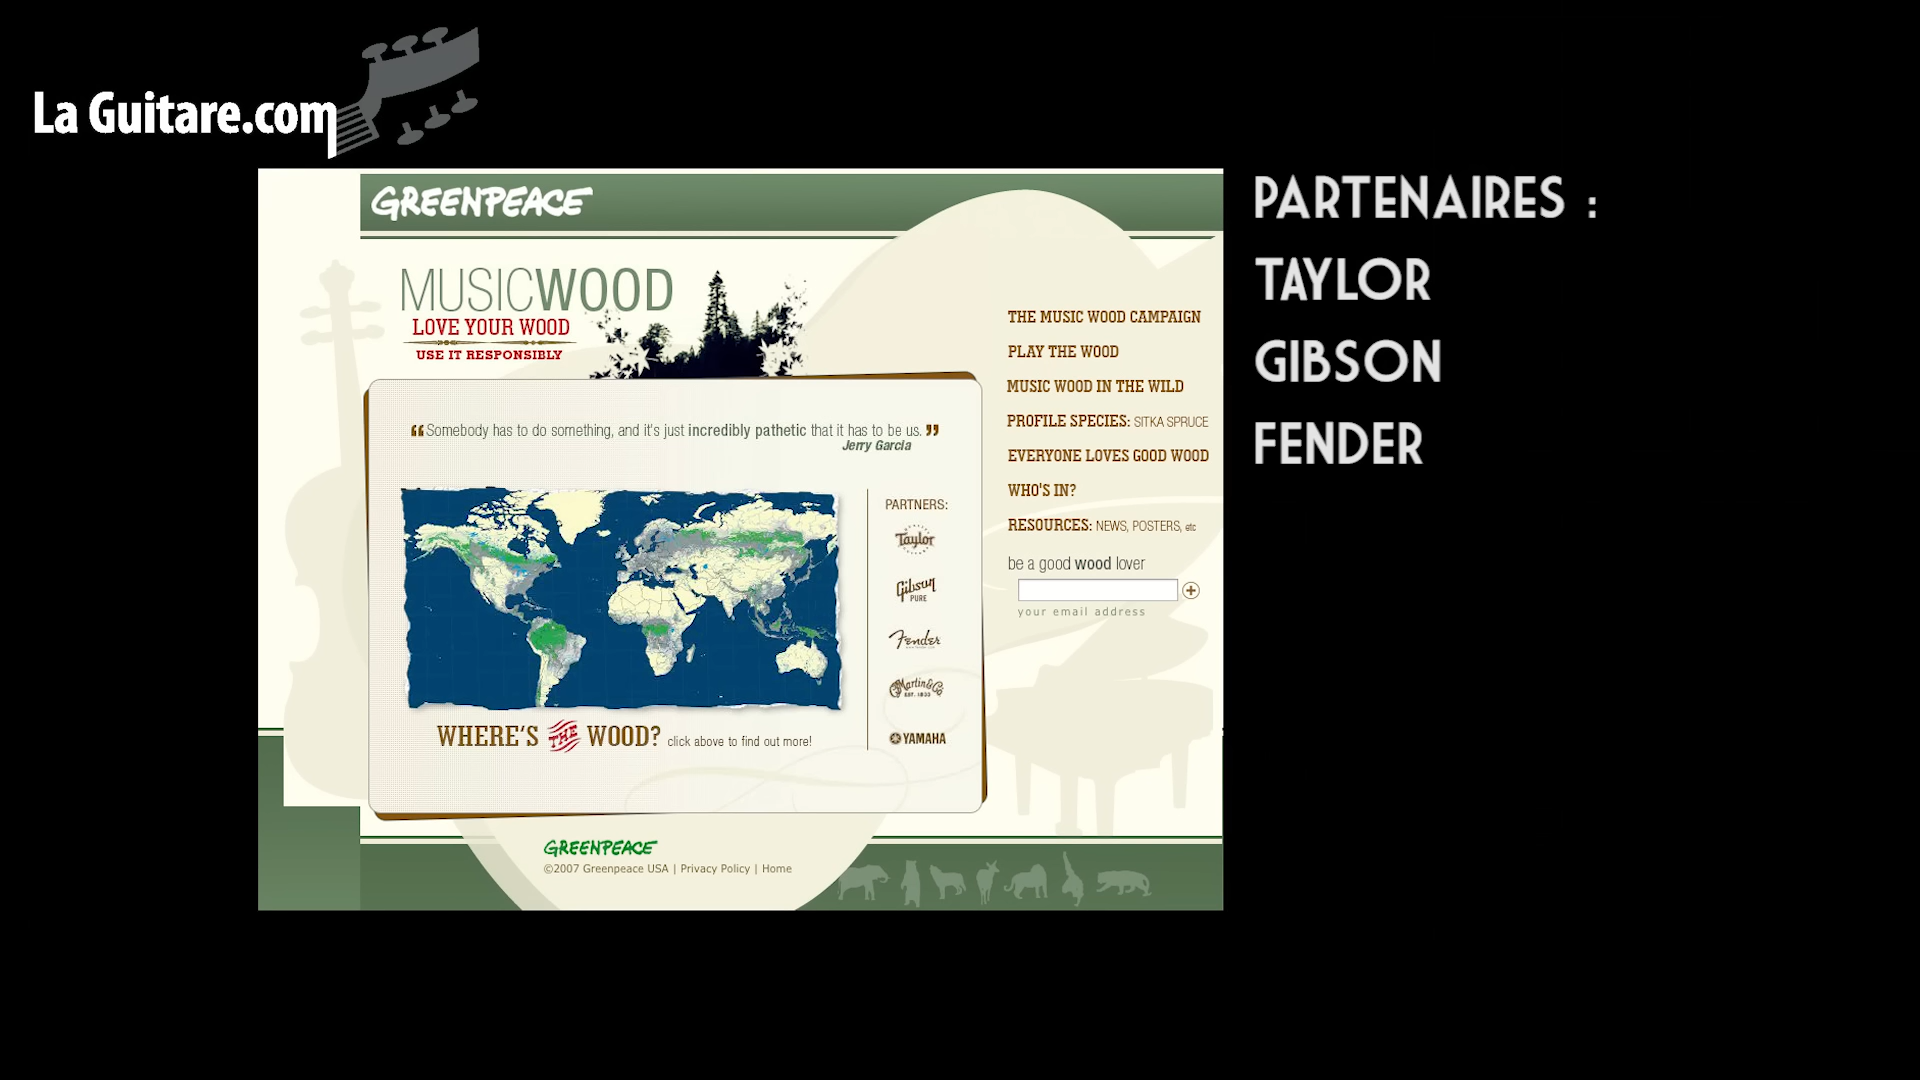 La Guitare.com
GREENPEACE
MUSICWOOD
LOVE YOUR WOOD
USE IT RESPONSIBLY
“Somebody has to do something, and it's just incredibly pathetic that it has to be us.”
Jerry Garcia
PARTNERS:
Taylor
Gibson
PURE
Fender
Martin & Co
EST. 1833
YAMAHA
WHERE'S THE WOOD? click above to find out more!
THE MUSIC WOOD CAMPAIGN
PLAY THE WOOD
MUSIC WOOD IN THE WILD
PROFILE SPECIES: SITKA SPRUCE
EVERYONE LOVES GOOD WOOD
WHO'S IN?
RESOURCES: NEWS, POSTERS, etc
be a good wood lover
your email address
GREENPEACE
©2007 Greenpeace USA | Privacy Policy | Home
PARTENAIRES :
TAYLOR
GIBSON
FENDER